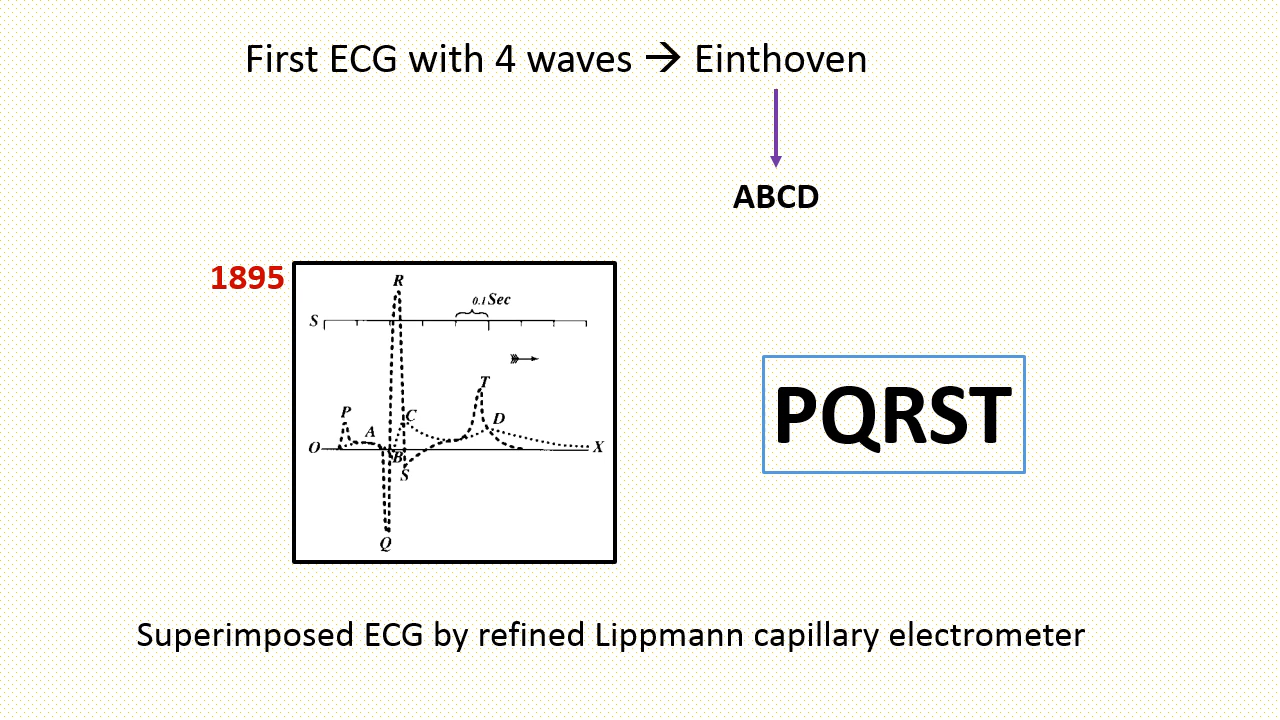 First ECG with 4 waves → Einthoven
ABCD
1895
R
0.1 Sec
S
T
P
C
D
A
O
B
X
S
Q
PQRST
Superimposed ECG by refined Lippmann capillary electrometer